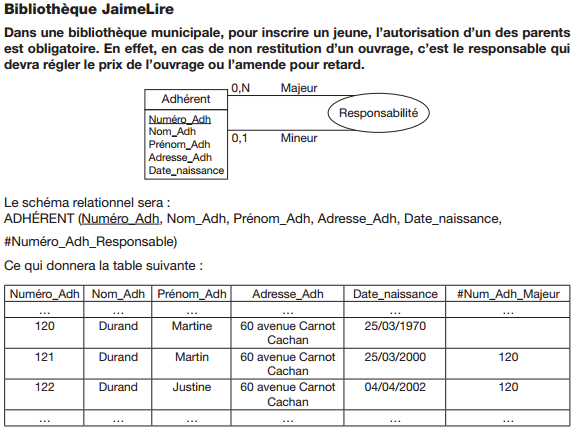 Bibliothèque JaimeLire
Dans une bibliothèque municipale, pour inscrire un jeune, l'autorisation d'un des parents
est obligatoire. En effet, en cas de non restitution d'un ouvrage, c'est le responsable qui
devra régler le prix de l'ouvrage ou l'amende pour retard.
0,N Majeur
Adhérent
Responsabilité
Numéro_Adh
Nom_Adh
Prénom_Adh
Adresse_Adh
Date_naissance
0,1 Mineur
Le schéma relationnel sera :
ADHÉRENT (Numéro_Adh, Nom_Adh, Prénom_Adh, Adresse_Adh, Date_naissance,
#Numéro_Adh_Responsable)
Ce qui donnera la table suivante :
Numéro_Adh Nom_Adh Prénom_Adh Adresse_Adh Date_naissance #Num_Adh_Majeur
... ... ... ... ... ...
120 Durand Martine 60 avenue Carnot 25/03/1970
Cachan
121 Durand Martin 60 avenue Carnot 25/03/2000 120
Cachan
122 Durand Justine 60 avenue Carnot 04/04/2002 120
Cachan
... ... ... ... ... ...